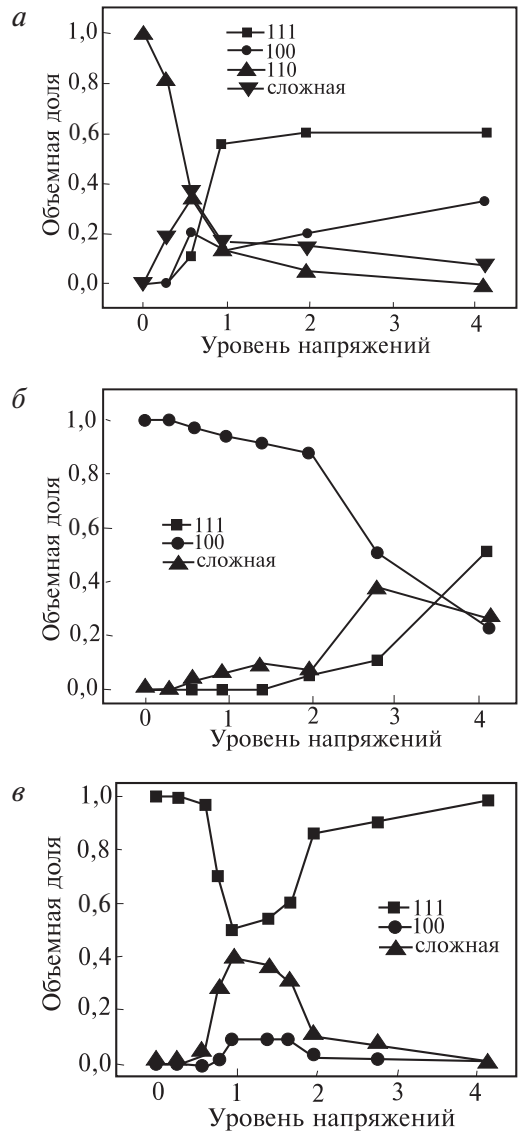 а
1,0
0,8
0,6
0,4
0,2
0,0
Объемная доля
111
100
110
сложная
0 1 2 3 4
Уровень напряжений
б
1,0
0,8
0,6
0,4
0,2
0,0
Объемная доля
111
100
сложная
0 1 2 3 4
Уровень напряжений
в
1,0
0,8
0,6
0,4
0,2
0,0
Объемная доля
111
100
сложная
0 1 2 3 4
Уровень напряжений